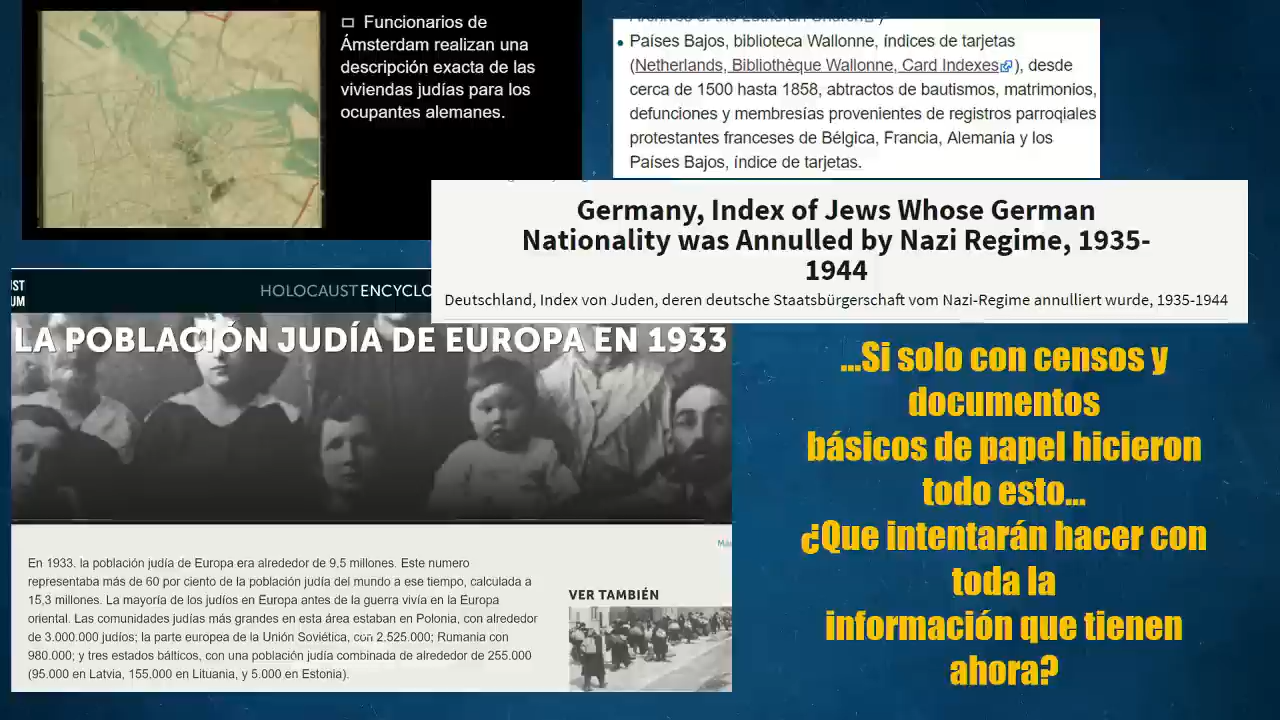 □ Funcionarios de
Ámsterdam realizan una
descripción exacta de las
viviendas judías para los
ocupantes alemanes.
• Países Bajos, biblioteca Wallonne, índices de tarjetas
(Netherlands, Bibliothèque Wallonne, Card Indexes), desde
cerca de 1500 hasta 1858, abtractos de bautismos, matrimonios,
defunciones y membresías provenientes de registros parroqiales
protestantes franceses de Bélgica, Francia, Alemania y los
Países Bajos, índice de tarjetas.
Germany, Index of Jews Whose German
Nationality was Annulled by Nazi Regime, 1935-
1944
Deutschland, Index von Juden, deren deutsche Staatsbürgerschaft vom Nazi-Regime annulliert wurde, 1935-1944
HOLOCAUST ENCYCLO
LA POBLACIÓN JUDÍA DE EUROPA EN 1933
En 1933, la población judía de Europa era alrededor de 9,5 millones. Este numero
representaba más de 60 por ciento de la población judía del mundo a ese tiempo, calculada a
15,3 millones. La mayoría de los judíos en Europa antes de la guerra vivía en la Europa
oriental. Las comunidades judías más grandes en esta área estaban en Polonia, con alrededor
de 3.000.000 judíos; la parte europea de la Unión Soviética, con 2.525.000; Rumania con
980.000; y tres estados bálticos, con una población judía combinada de alrededor de 255.000
(95.000 en Latvia, 155,000 en Lituania, y 5.000 en Estonia).
VER TAMBIÉN
...Si solo con censos y
documentos
básicos de papel hicieron
todo esto...
¿Que intentarán hacer con
toda la
información que tienen
ahora?